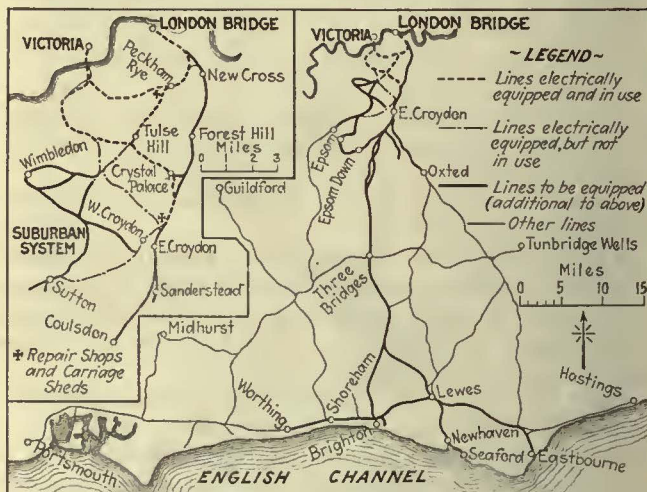 LONDON BRIDGE
VICTORIA
Peckham
Rye
New Cross
Tulse
Hill
Forest Hill
Miles
0 1 2 3
Wimbledon
Crystal
Palace
W. Croydon
SUBURBAN
SYSTEM
E. Croydon
Sutton
Sanderstead
Coulsdon
✠ Repair Shops
and Carriage
Sheds
LONDON BRIDGE
VICTORIA
~ LEGEND ~
Lines electrically
equipped and in use
Lines electrically
equipped, but not
in use
Lines to be equipped
(additional to above)
Other lines
E. Croydon
Epsom
Epsom Down
Oxted
Guildford
Tunbridge Wells
Miles
0 5 10 15
Three
Bridges
Midhurst
Hastings
Worthing
Shoreham
Lewes
Portsmouth
Brighton
Newhaven
Seaford
Eastbourne
ENGLISH CHANNEL